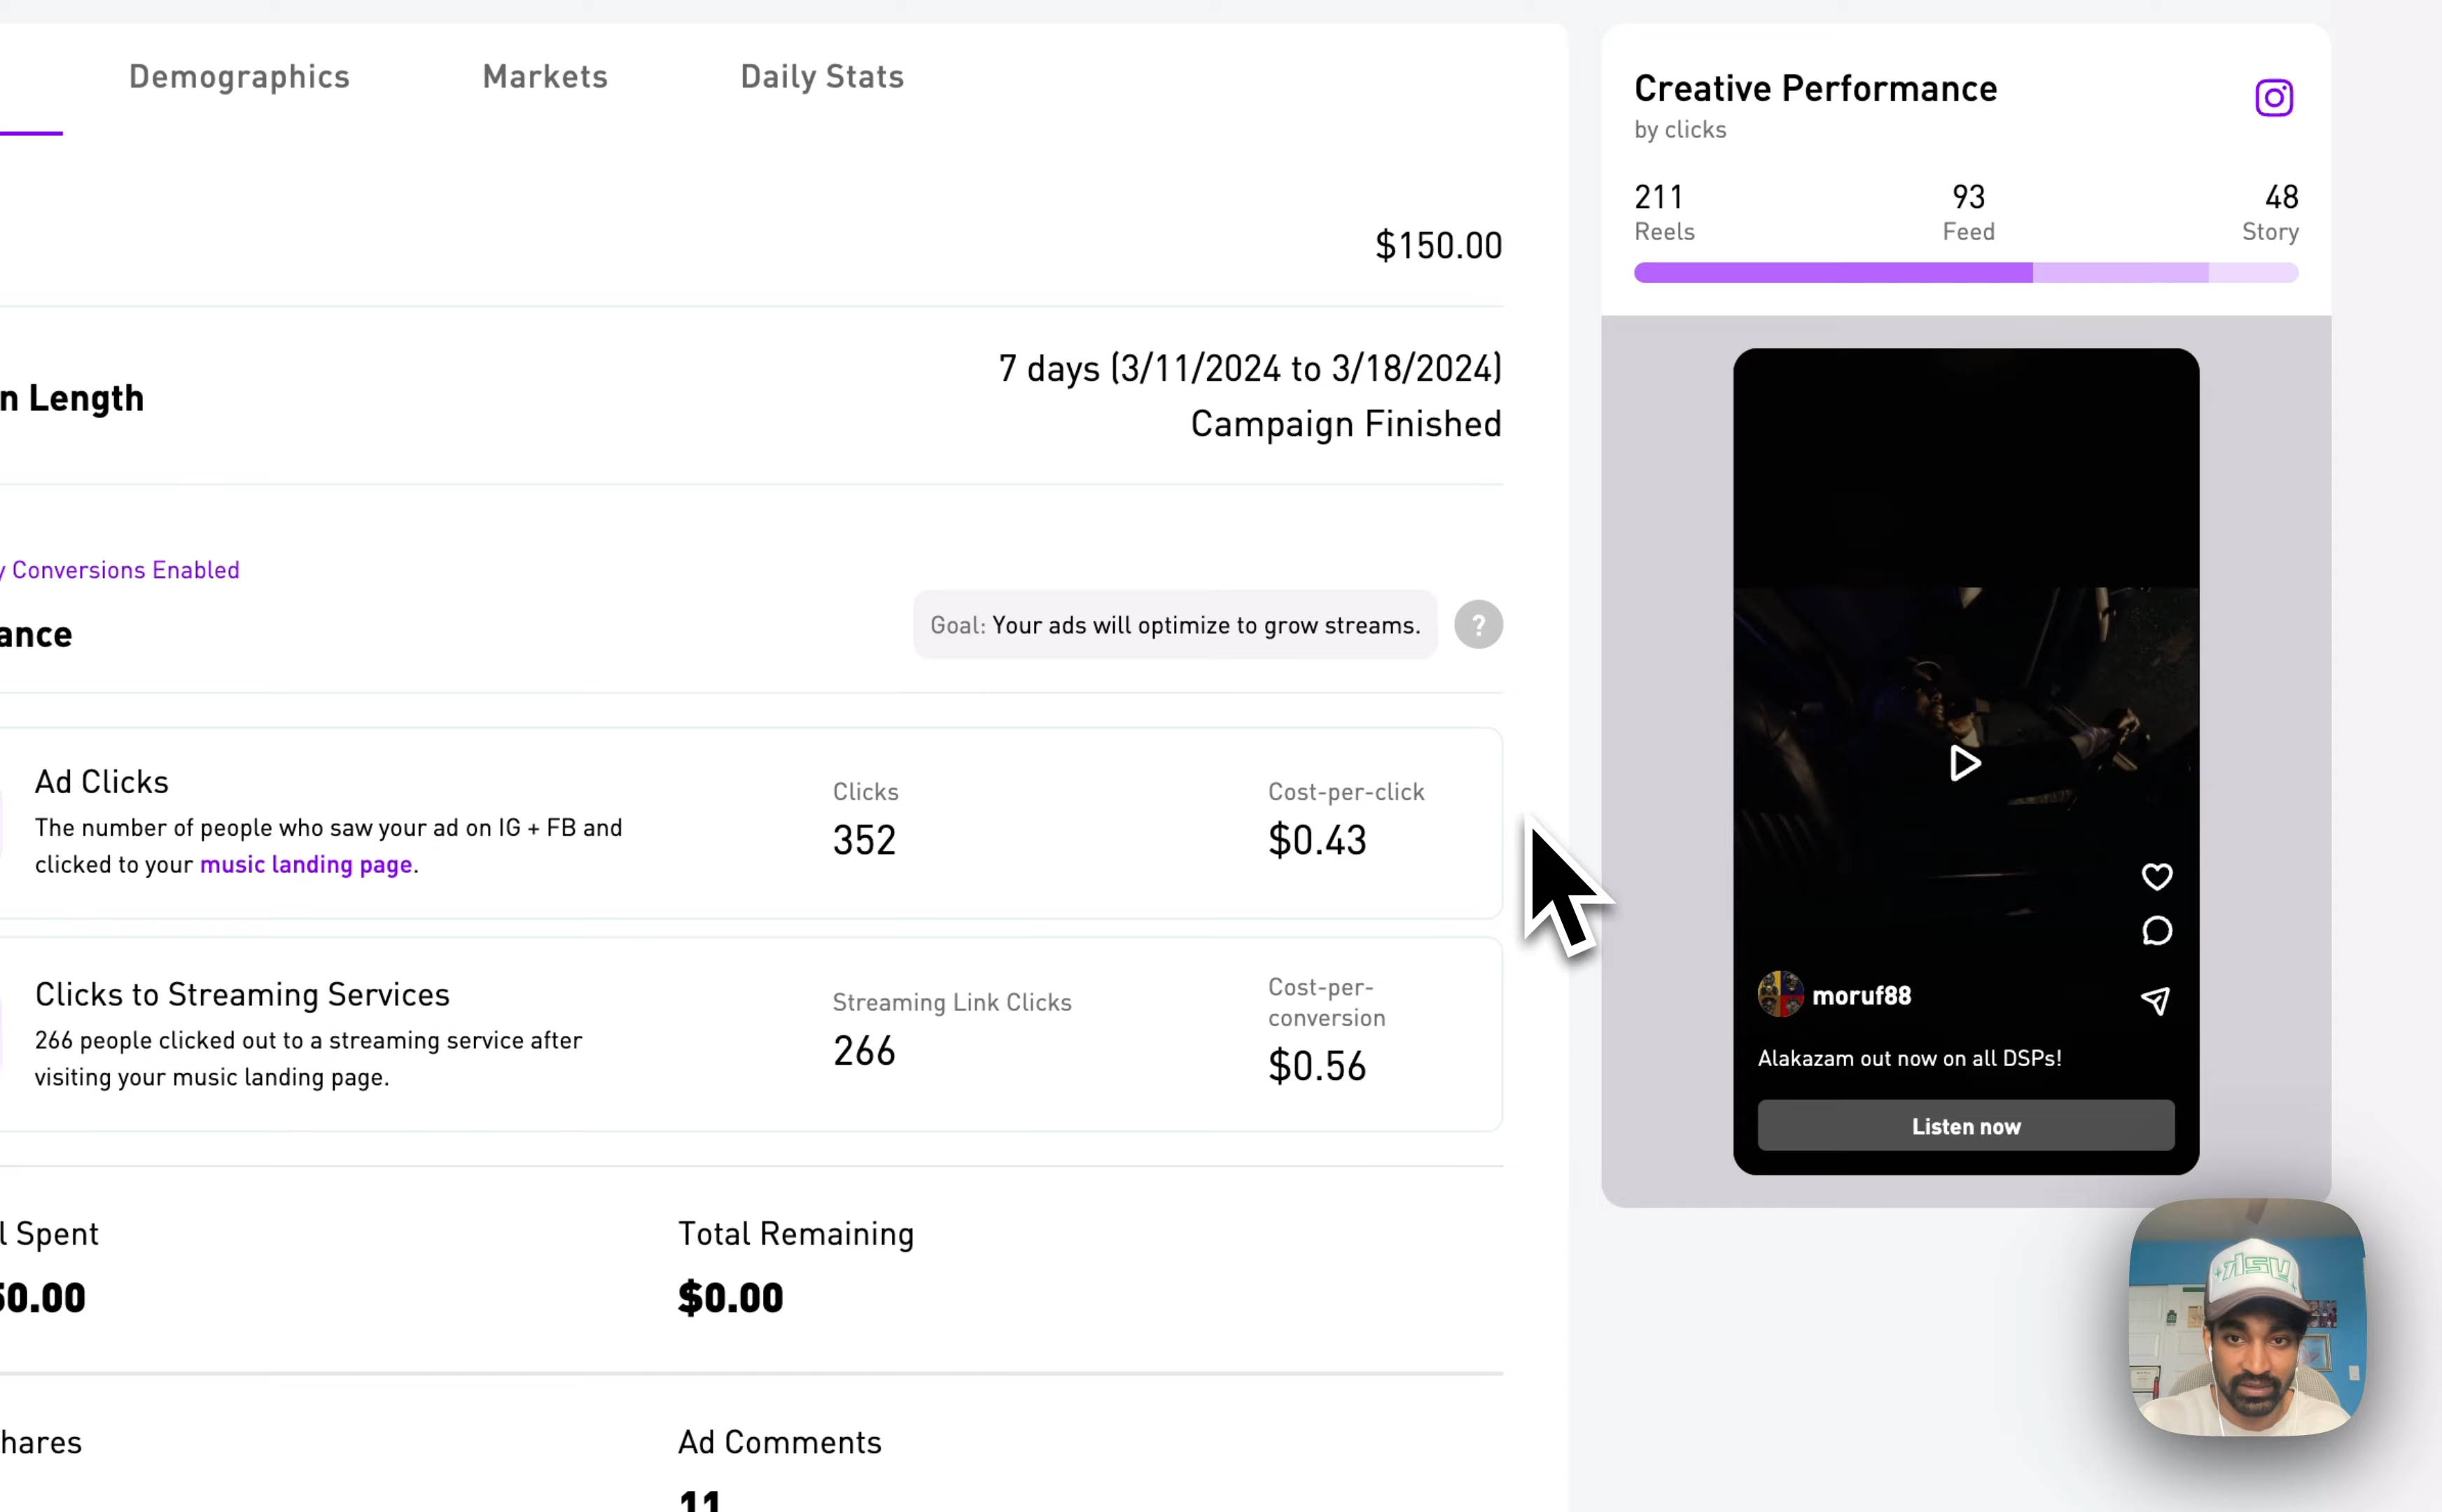 Demographics
Markets
Daily Stats
$150.00
n Length
7 days (3/11/2024 to 3/18/2024)
Campaign Finished
y Conversions Enabled
ance
Goal: Your ads will optimize to grow streams.
?
Ad Clicks
The number of people who saw your ad on IG + FB and
clicked to your music landing page.
Clicks
352
Cost-per-click
$0.43
Clicks to Streaming Services
266 people clicked out to a streaming service after
visiting your music landing page.
Streaming Link Clicks
266
Cost-per-
conversion
$0.56
l Spent
50.00
Total Remaining
$0.00
hares
Ad Comments
11
Creative Performance
by clicks
211
Reels
93
Feed
48
Story
moruf88
Alakazam out now on all DSPs!
Listen now